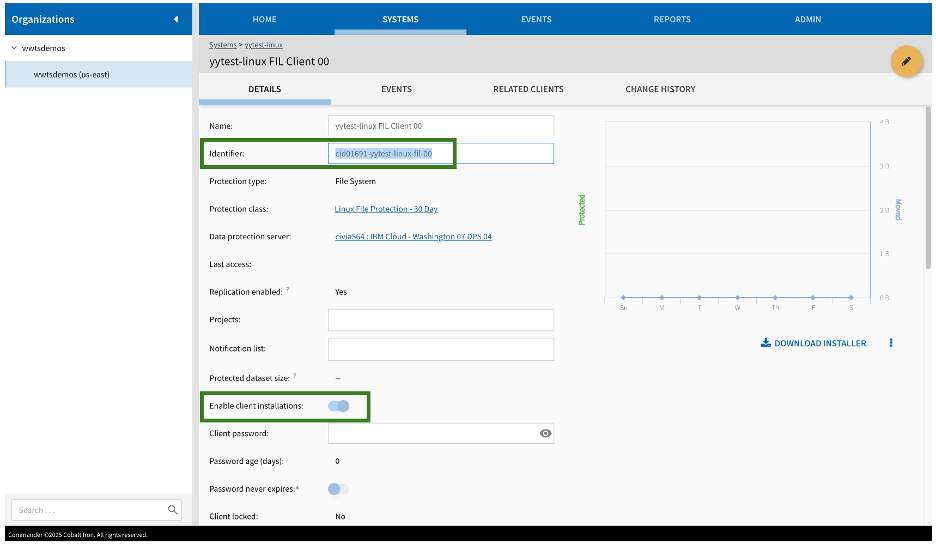 Organizations
HOME SYSTEMS EVENTS REPORTS ADMIN
wwtsdemos
wwtsdemos (us-east)
Systems > yytest-linux
yytest-linux FIL Client 00
DETAILS EVENTS RELATED CLIENTS CHANGE HISTORY
Name: yytest-linux FIL Client 00
Identifier: cid01691-yytest-linux-fil-00
Protection type: File System
Protection class: Linux File Protection - 30 Day
Data protection server: civia564 : IBM Cloud - Washington 07 DPS 04
Last access:
Replication enabled: ? Yes
Projects:
Notification list:
Protected dataset size: ? --
Enable client installations:
Client password:
Password age (days): 0
Password never expires:*
Client locked: No
Protected
4 B
3 B
2 B
1 B
0 B
Moved
Su M T W Th F S
DOWNLOAD INSTALLER
Search . . .
Commander ©2025 Cobalt Iron. All rights reserved.